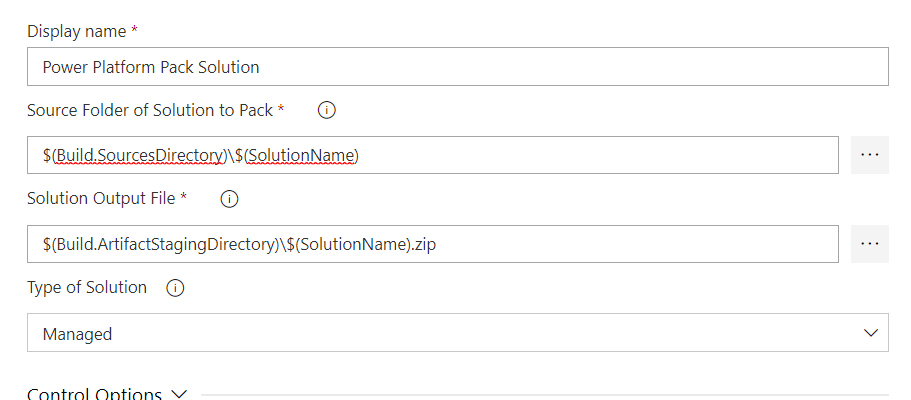 Display name *
Power Platform Pack Solution
Source Folder of Solution to Pack *
$(Build.SourcesDirectory)\$(SolutionName)
Solution Output File *
$(Build.ArtifactStagingDirectory)\$(SolutionName).zip
Type of Solution
Managed
Control Options